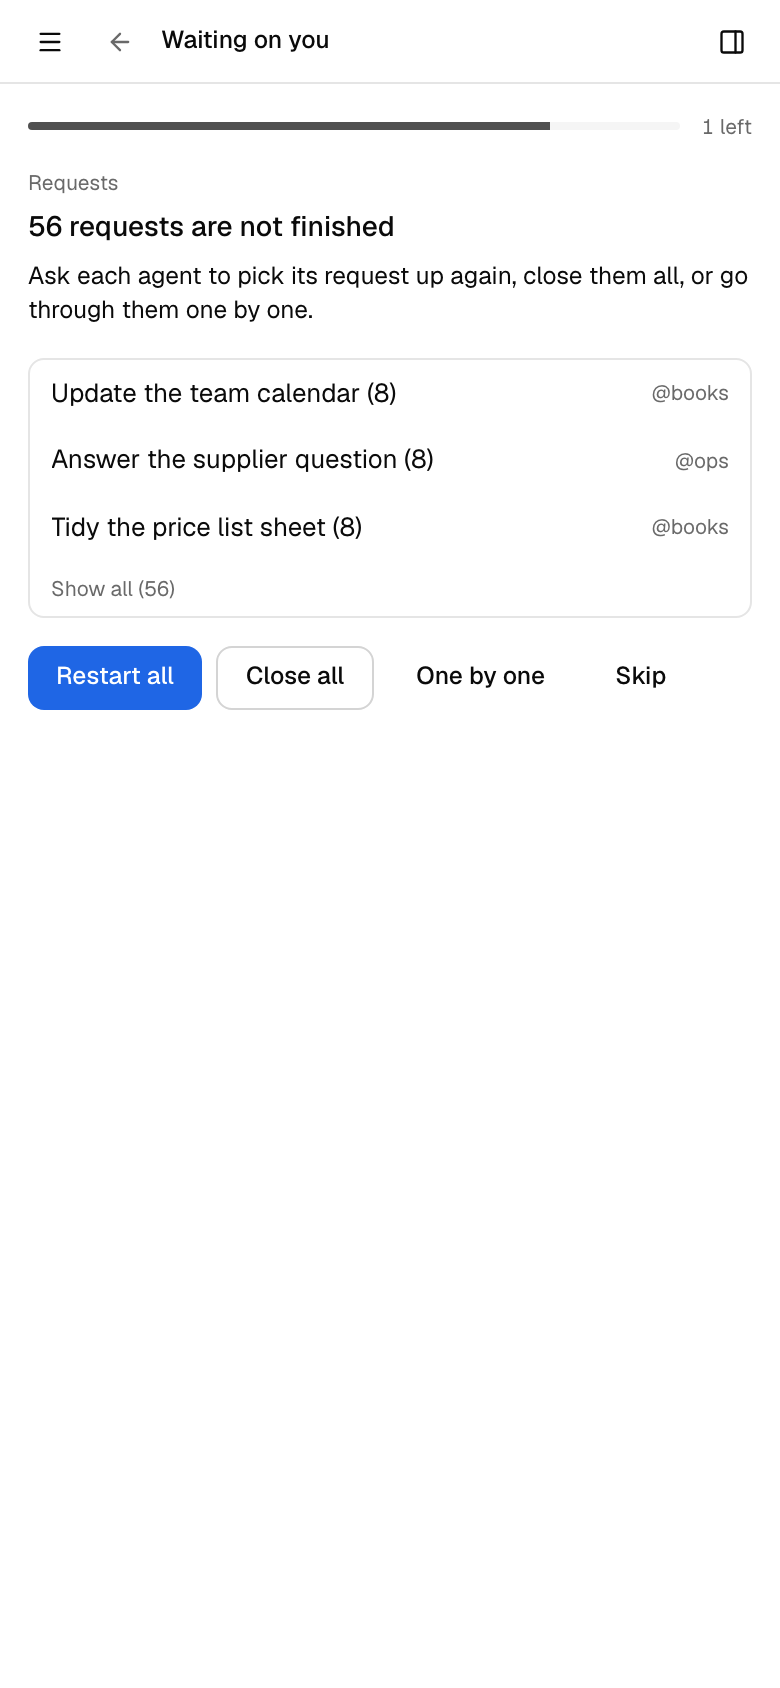 Waiting on you
1 left
Requests
56 requests are not finished
Ask each agent to pick its request up again, close them all, or go
through them one by one.
Update the team calendar (8) @books
Answer the supplier question (8) @ops
Tidy the price list sheet (8) @books
Show all (56)
Restart all Close all One by one Skip